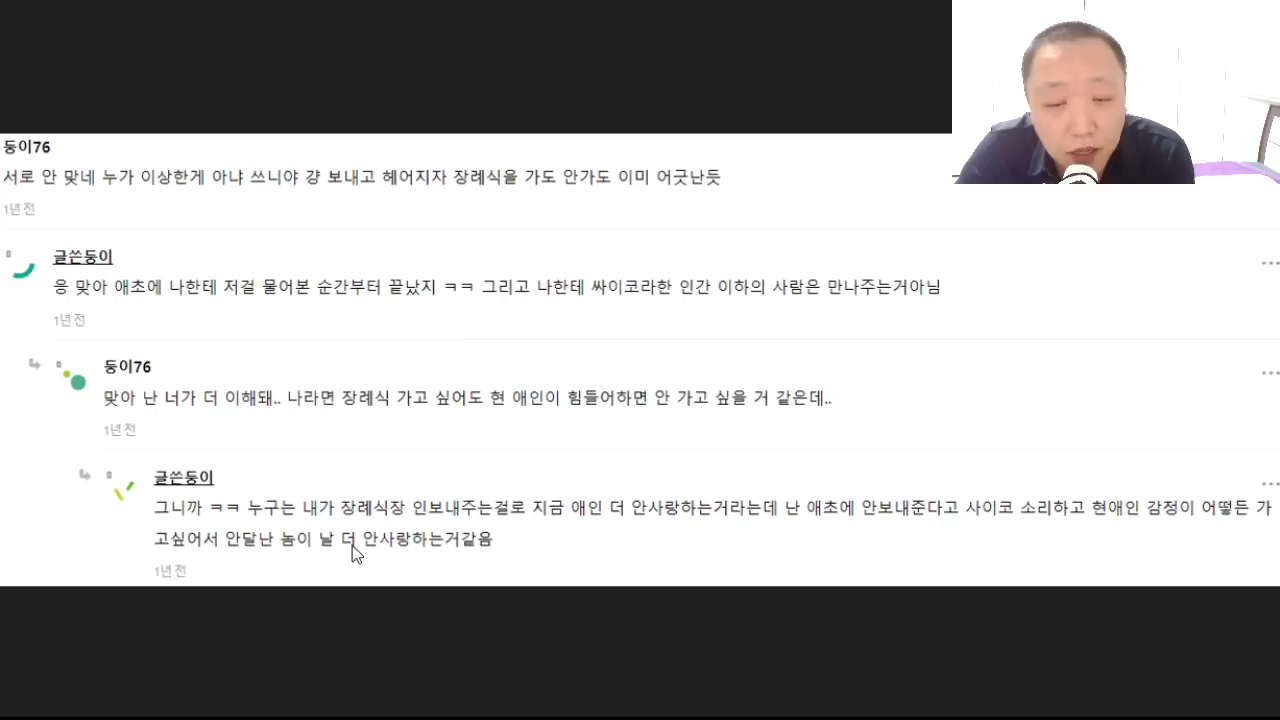 둥이76
서로 안 맞네 누가 이상한게 아냐 쓰니야 걍 보내고 헤어지자 장례식을 가도 안가도 이미 어긋난듯
1년전
글쓴둥이
응 맞아 애초에 나한테 저걸 물어본 순간부터 끝났지 ㅋㅋ 그리고 나한테 싸이코라한 인간 이하의 사람은 만나주는거아님
1년전
둥이76
맞아 난 너가 더 이해돼.. 나라면 장례식 가고 싶어도 현 애인이 힘들어하면 안 가고 싶을 거 같은데..
1년전
글쓴둥이
그니까 ㅋㅋ 누구는 내가 장례식장 인보내주는걸로 지금 애인 더 안사랑하는거라는데 난 애초에 안보내준다고 사이코 소리하고 현애인 감정이 어떻든 가
고싶어서 안달난 놈이 날 더 안사랑하는거같음
1년전